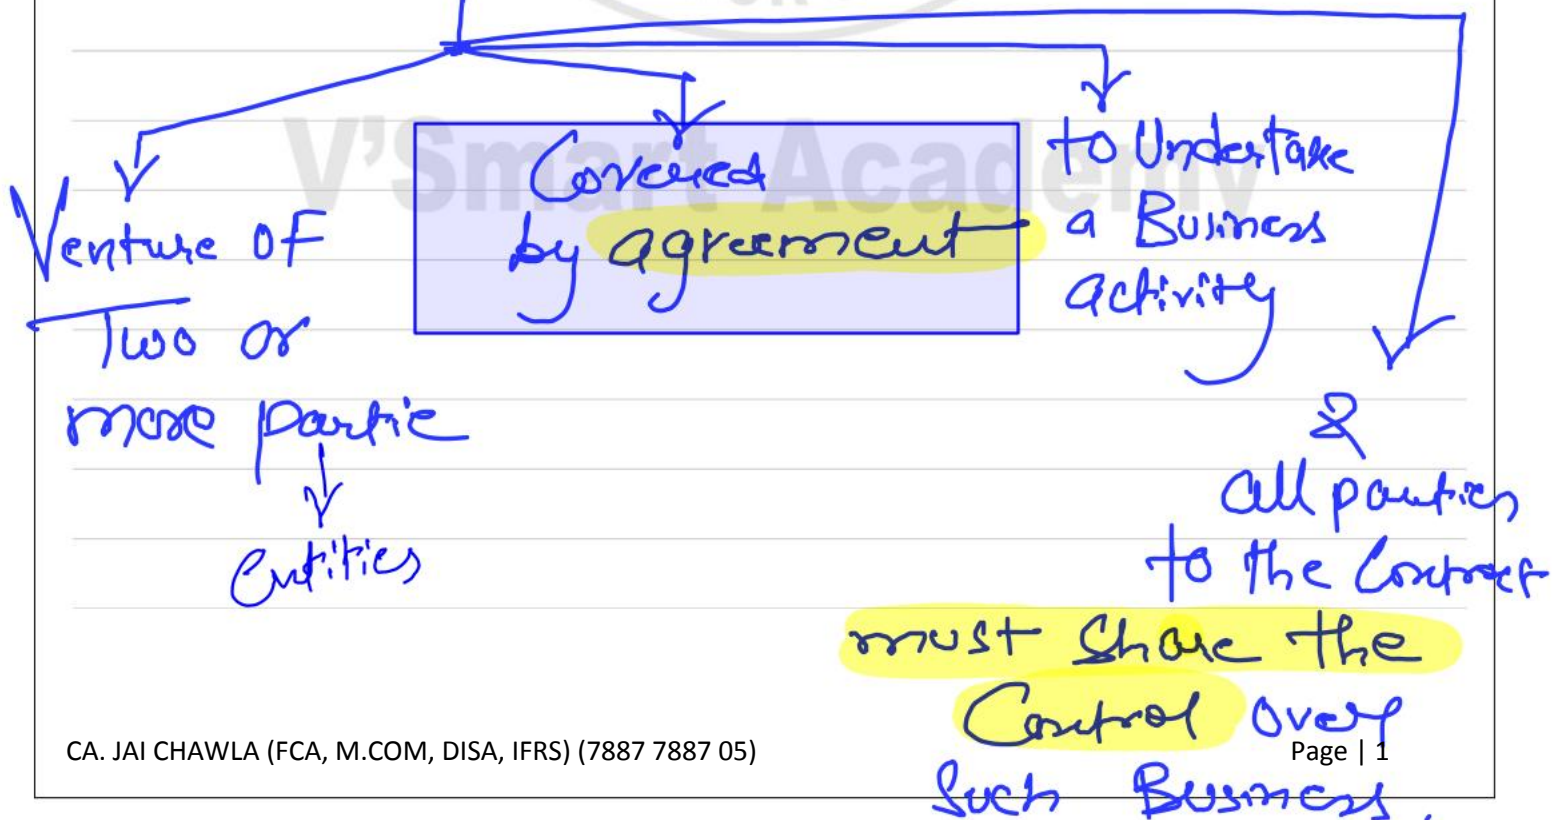 OR
V'Smart Academy
Venture of
Two or
more Partie
entities
Covered
by agreement
to Undertake
a Business
activity
&
all parties
to the Contract
must Share the
Control over
Such Business
CA. JAI CHAWLA (FCA, M.COM, DISA, IFRS) (7887 7887 05)
Page | 1